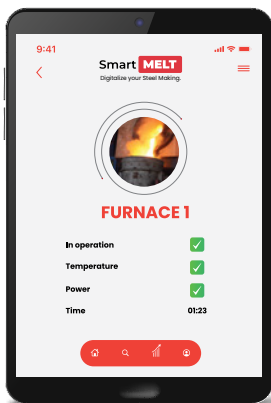 9:41
Smart MELT
Digitalize your Steel Making.
FURNACE 1
In operation
Temperature
Power
Time 01:23